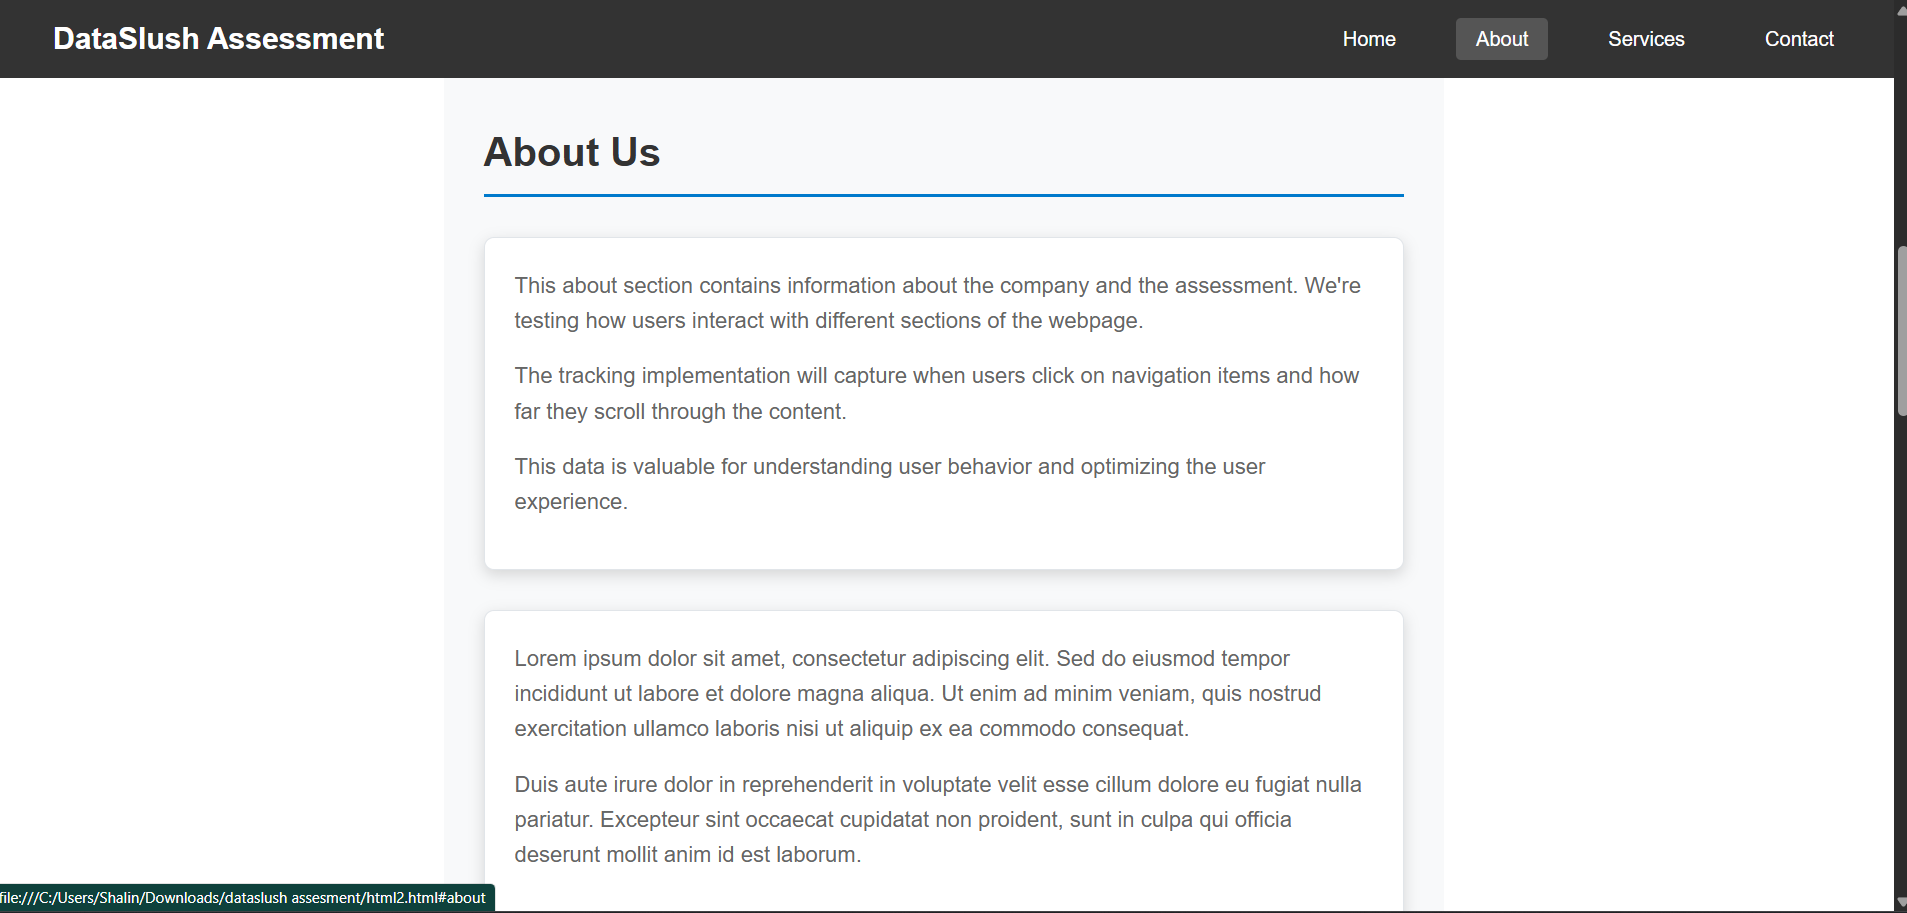 DataSlush Assessment
Home
About
Services
Contact
About Us
This about section contains information about the company and the assessment. We're
testing how users interact with different sections of the webpage.
The tracking implementation will capture when users click on navigation items and how
far they scroll through the content.
This data is valuable for understanding user behavior and optimizing the user
experience.
Lorem ipsum dolor sit amet, consectetur adipiscing elit. Sed do eiusmod tempor
incididunt ut labore et dolore magna aliqua. Ut enim ad minim veniam, quis nostrud
exercitation ullamco laboris nisi ut aliquip ex ea commodo consequat.
Duis aute irure dolor in reprehenderit in voluptate velit esse cillum dolore eu fugiat nulla
pariatur. Excepteur sint occaecat cupidatat non proident, sunt in culpa qui officia
deserunt mollit anim id est laborum.
file:///C:/Users/Shalin/Downloads/dataslush assesment/html2.html#about